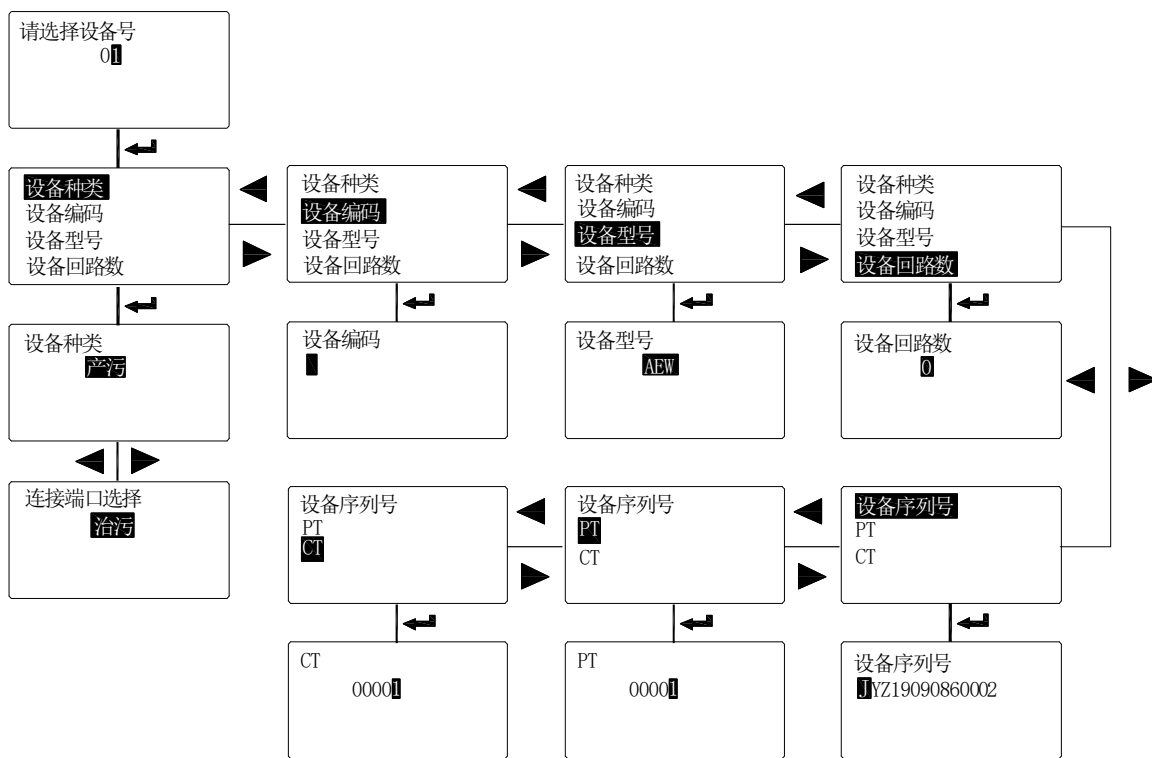 请选择设备号
01
设备种类
设备编码
设备型号
设备回路数
设备种类
设备编码
设备型号
设备回路数
设备种类
设备编码
设备型号
设备回路数
设备种类
设备编码
设备型号
设备回路数
设备种类
产污
设备编码
设备型号
AEW
设备回路数
0
连接端口选择
治污
设备序列号
PT
CT
设备序列号
PT
CT
设备序列号
PT
CT
CT
00001
PT
00001
设备序列号
JYZ19090860002